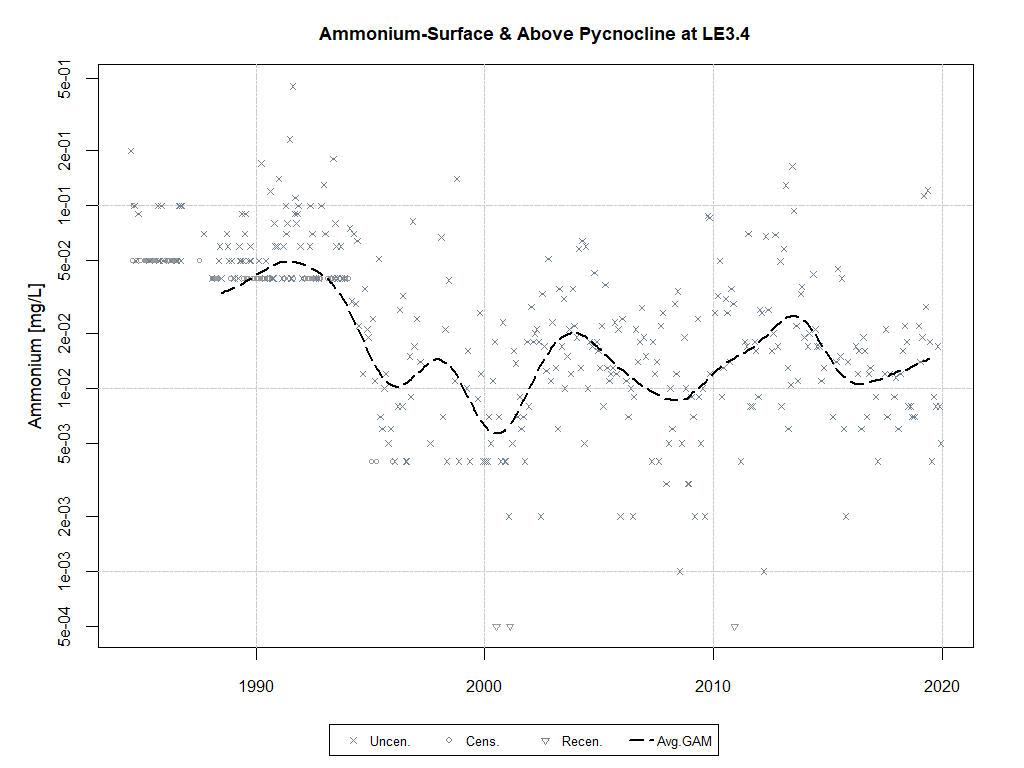 Ammonium-Surface & Above Pycnocline at LE3.4
Ammonium [mg/L]
5e-01
2e-01
1e-01
5e-02
2e-02
1e-02
5e-03
2e-03
1e-03
5e-04
1990 2000 2010 2020
Uncen. Cens. Recen. Avg.GAM